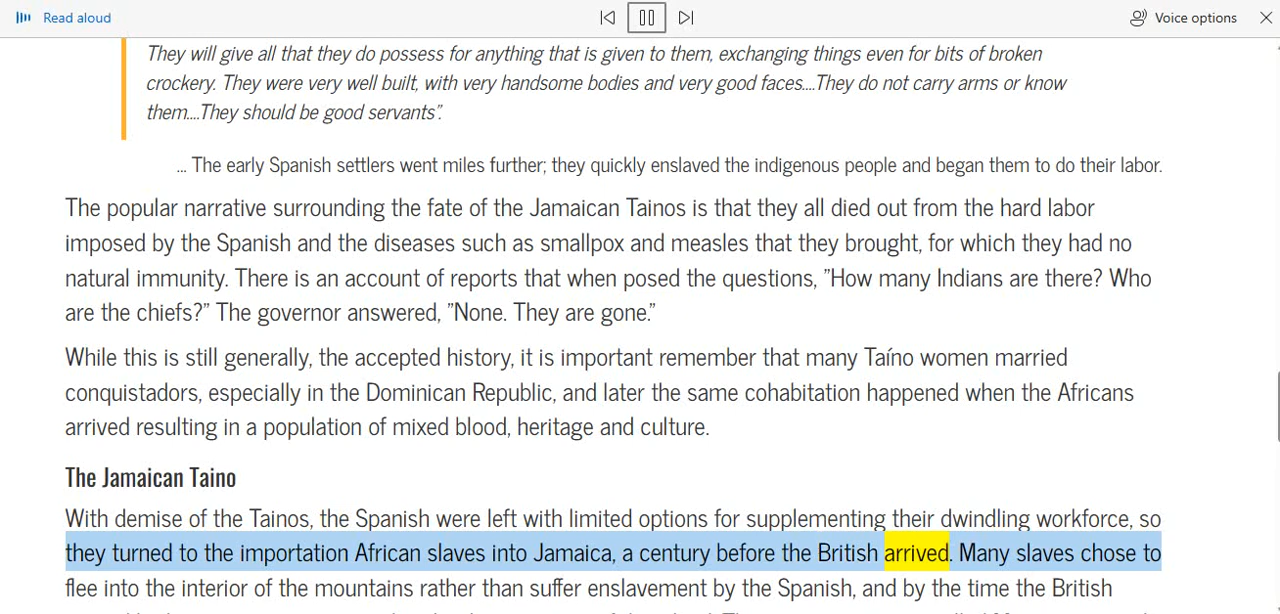 Read aloud
Voice options
They will give all that they do possess for anything that is given to them, exchanging things even for bits of broken
crockery. They were very well built, with very handsome bodies and very good faces....They do not carry arms or know
them....They should be good servants”.
... The early Spanish settlers went miles further; they quickly enslaved the indigenous people and began them to do their labor.
The popular narrative surrounding the fate of the Jamaican Tainos is that they all died out from the hard labor
imposed by the Spanish and the diseases such as smallpox and measles that they brought, for which they had no
natural immunity. There is an account of reports that when posed the questions, ”How many Indians are there? Who
are the chiefs?” The governor answered, ”None. They are gone.”
While this is still generally, the accepted history, it is important remember that many Taíno women married
conquistadors, especially in the Dominican Republic, and later the same cohabitation happened when the Africans
arrived resulting in a population of mixed blood, heritage and culture.
The Jamaican Taino
With demise of the Tainos, the Spanish were left with limited options for supplementing their dwindling workforce, so
they turned to the importation African slaves into Jamaica, a century before the British arrived. Many slaves chose to
flee into the interior of the mountains rather than suffer enslavement by the Spanish, and by the time the British